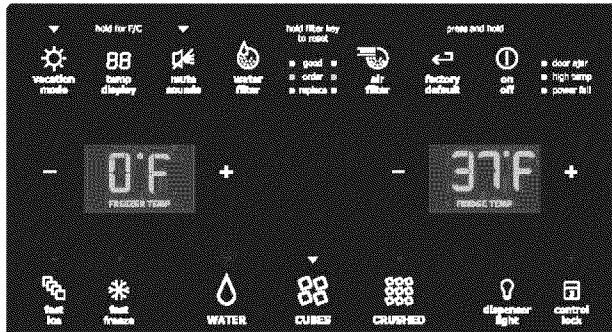 hold for F/C
hold filter key
to reset
press and hold
88
vacation
mode
temp
display
mute
sounds
water
filter
good
order
replace
air
filter
factory
default
on
off
door ajar
high temp
power fail
- 0°F +
FREEZER TEMP
- 37°F +
FRIDGE TEMP
fast
ice
fast
freeze
WATER
CUBES
CRUSHED
dispenser
light
control
lock